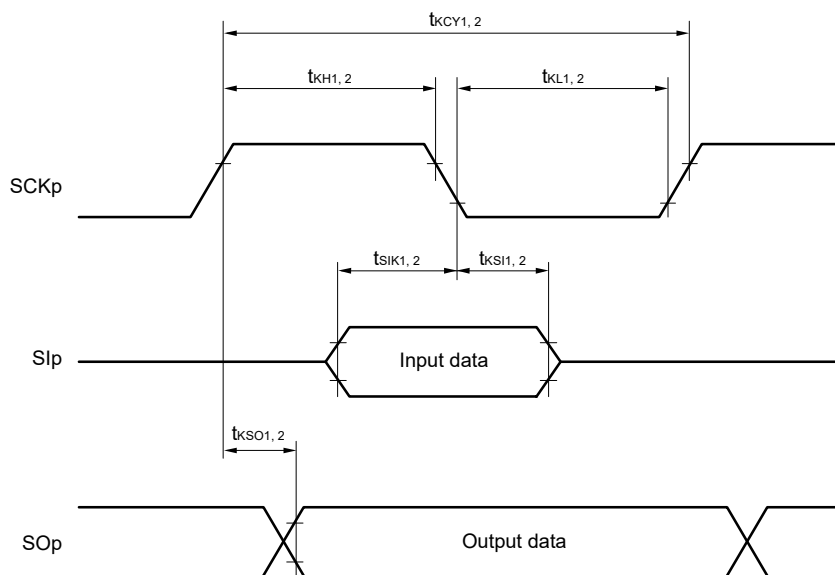 tKCY1, 2
tKH1, 2
tKL1, 2
SCKp
tSIK1, 2
tKSI1, 2
SIp
Input data
tKSO1, 2
SOp
Output data